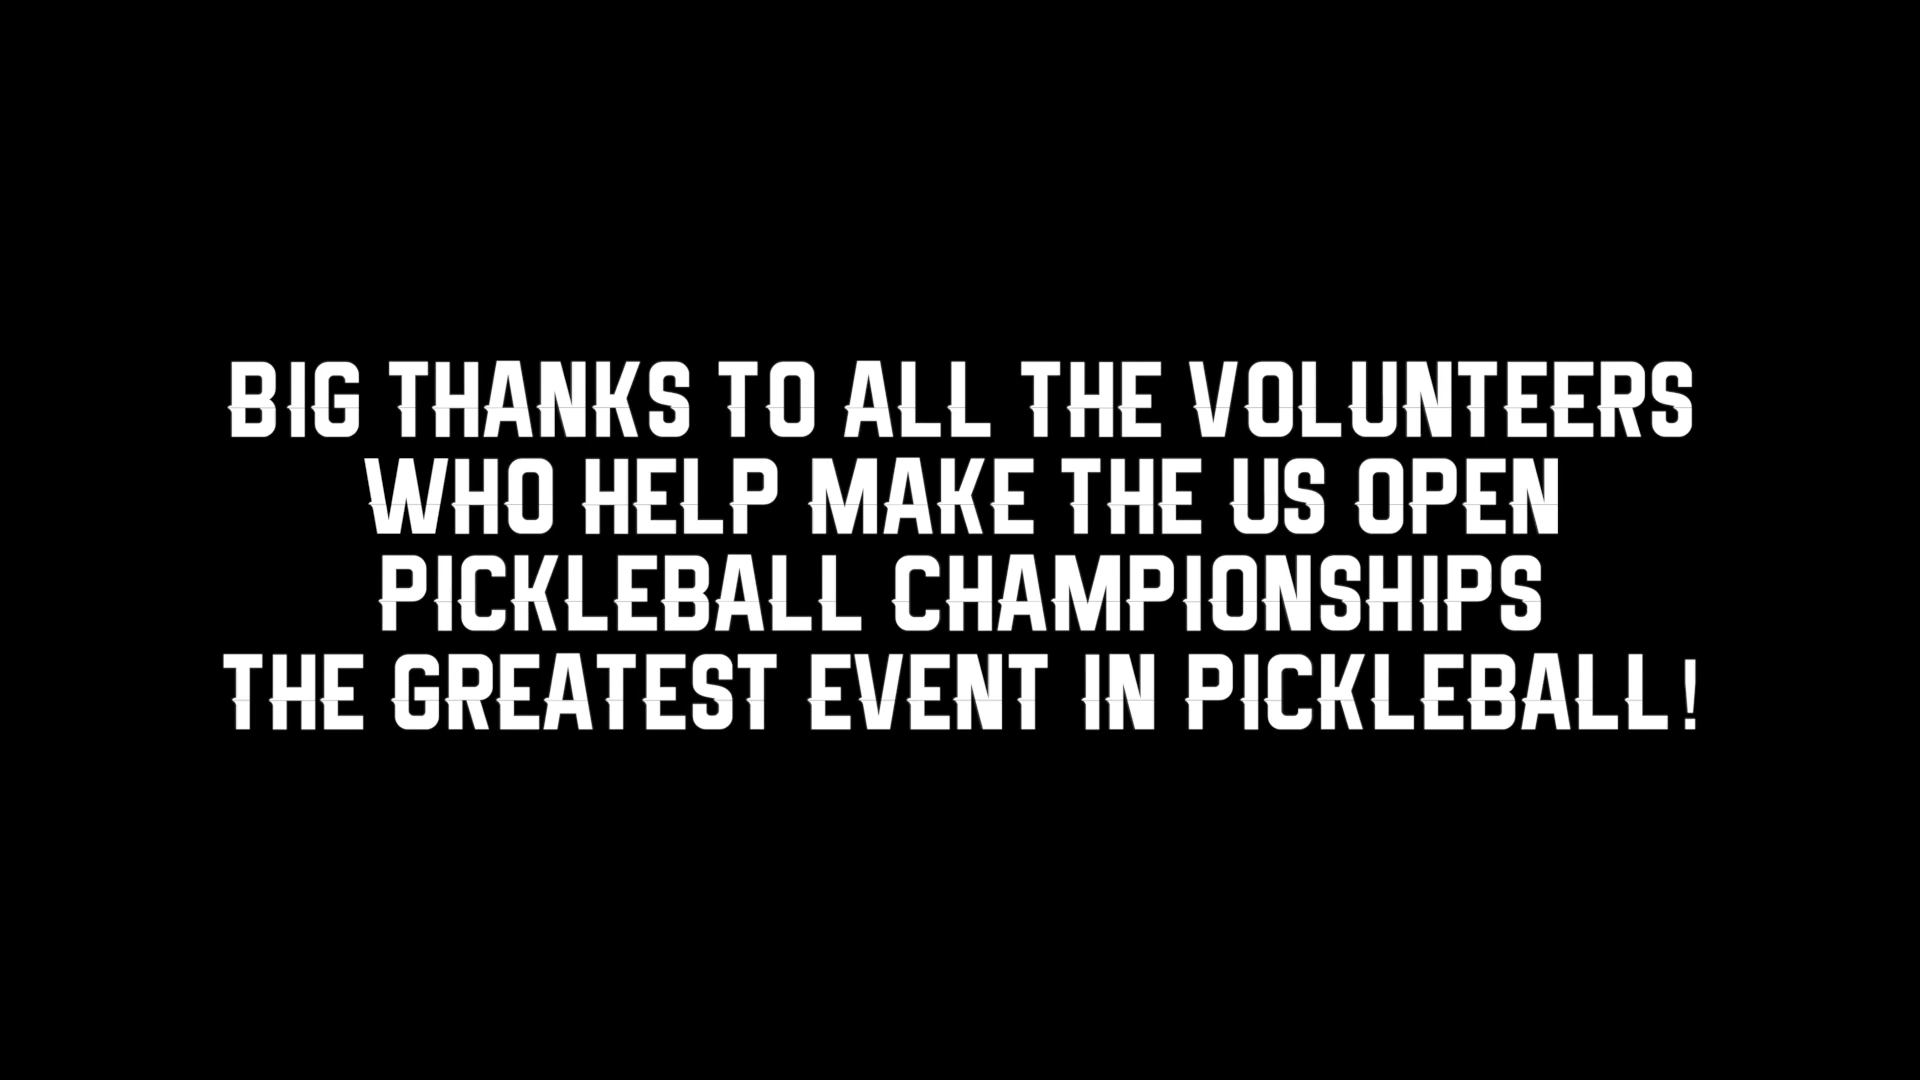 BIG THANKS TO ALL THE VOLUNTEERS
WHO HELP MAKE THE US OPEN
PICKLEBALL CHAMPIONSHIPS
THE GREATEST EVENT IN PICKLEBALL!